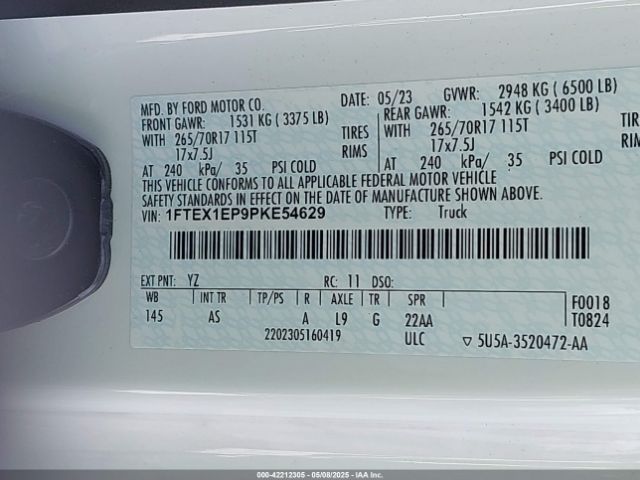 MFD. BY FORD MOTOR CO. DATE: 05/23 GVWR: 2948 KG ( 6500 LB)
FRONT GAWR: 1531 KG ( 3375 LB) REAR GAWR: 1542 KG ( 3400 LB)
WITH 265/70R17 115T TIRES WITH 265/70R17 115T TIRE
17x7.5J RIMS 17x7.5J RIMS
AT 240 kPa/ 35 PSI COLD AT 240 kPa/ 35 PSI COLD
THIS VEHICLE CONFORMS TO ALL APPLICABLE FEDERAL MOTOR VEHICLE
SAFETY STANDARDS IN EFFECT ON THE DATE OF MANUFACTURE SHOWN ABOVE.
VIN: 1FTEX1EP9PKE54629 TYPE: Truck
EXT PNT: YZ RC: 11 DSO:
WB INT TR TP/PS R AXLE TR SPR F0018
145 AS A L9 G 22AA T0824
2202305160419 ULC ▽ 5U5A-3520472-AA
000-42212305 - 05/08/2025 - IAA Inc.